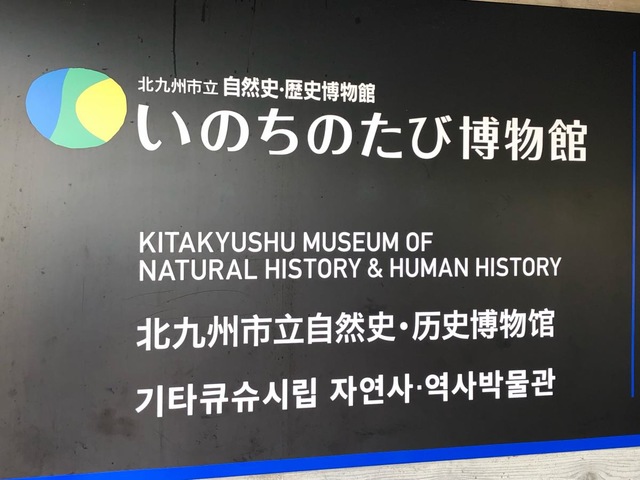 北九州市立 自然史・歴史博物館
いのちのたび博物館
KITAKYUSHU MUSEUM OF
NATURAL HISTORY & HUMAN HISTORY
北九州市立自然史・历史博物馆
기타큐슈시립 자연사·역사박물관